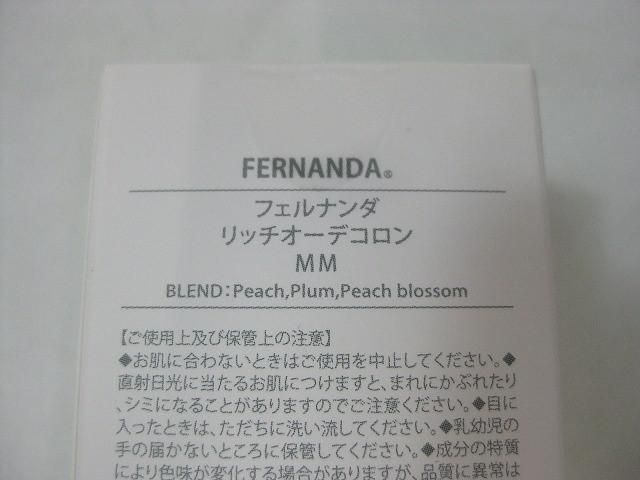 FERNANDA®
フェルナンダ
リッチオーデコロン
MM
BLEND：Peach,Plum,Peach blossom
【ご使用上及び保管上の注意】
◆お肌に合わないときはご使用を中止してください。◆
直射日光に当たるお肌につけますと、まれにかぶれたり
、シミになることがありますのでご注意ください。◆目に
入ったときは、ただちに洗い流してください。◆乳幼児の
手の届かないところに保管してください。◆成分の特質
により色味が変化する場合がありますが、品質に異常は